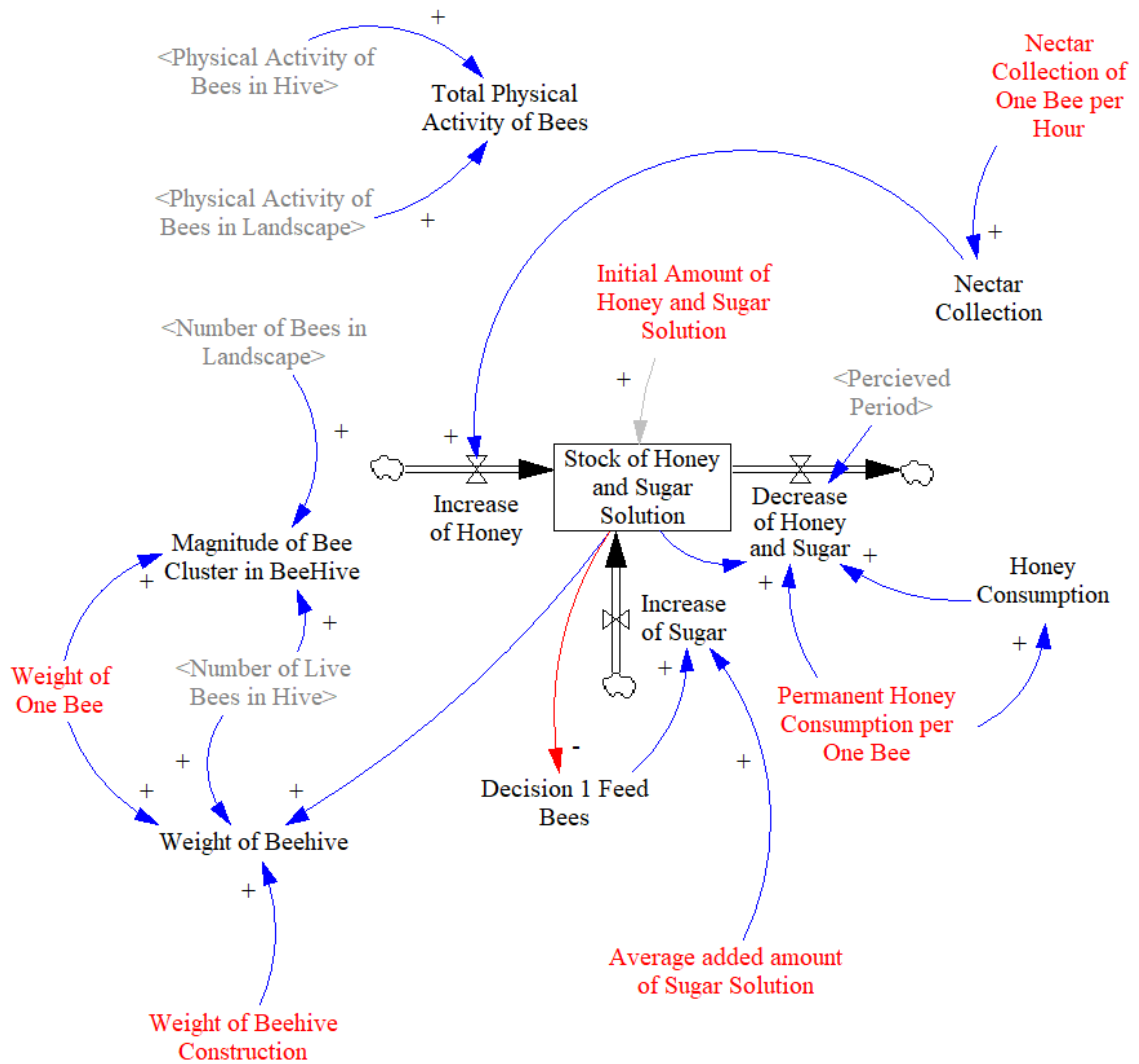 +
<Physical Activity of
Bees in Hive>
Total Physical
Activity of Bees
<Physical Activity of
Bees in Landscape>
+
Nectar
Collection of
One Bee per
Hour
+
Nectar
Collection
Initial Amount of
Honey and Sugar
Solution
+
<Number of Bees in
Landscape>
+
<Percieved
Period>
+
Increase
of Honey
Stock of Honey
and Sugar
Solution
Decrease
of Honey
and Sugar
+
+
Honey
Consumption
+
Magnitude of Bee
Cluster in BeeHive
+
+
Increase
of Sugar
+
Weight of
One Bee
<Number of Live
Bees in Hive>
Permanent Honey
Consumption per
One Bee
-
Decision 1 Feed
Bees
+
+
+
+
Weight of Beehive
+
Average added amount
of Sugar Solution
Weight of Beehive
Construction